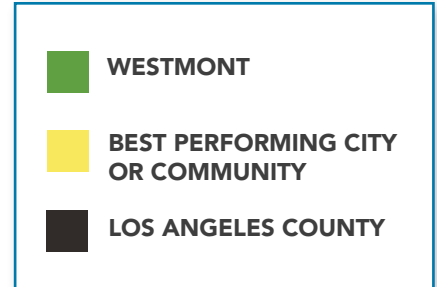 WESTMONT
BEST PERFORMING CITY
OR COMMUNITY
LOS ANGELES COUNTY